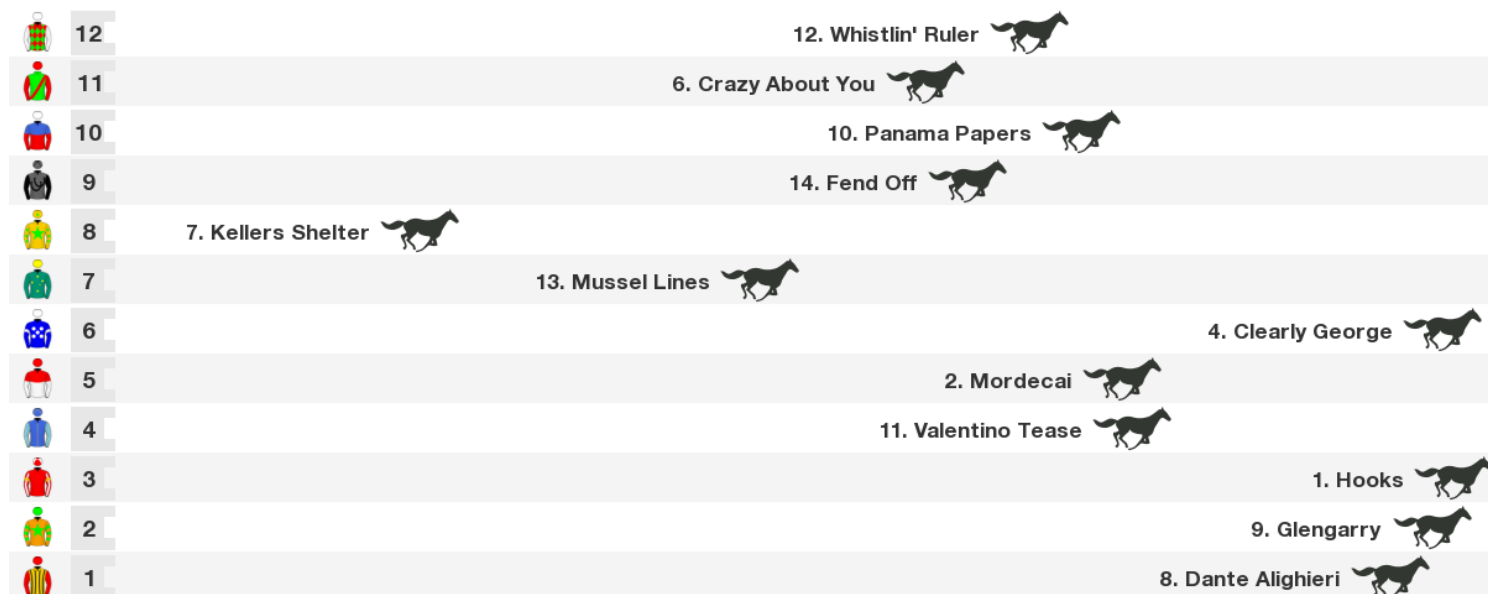 12 12. Whistlin' Ruler
11 6. Crazy About You
10 10. Panama Papers
9 14. Fend Off
8 7. Kellers Shelter
7 13. Mussel Lines
6 4. Clearly George
5 2. Mordecai
4 11. Valentino Tease
3 1. Hooks
2 9. Glengarry
1 8. Dante Alighieri